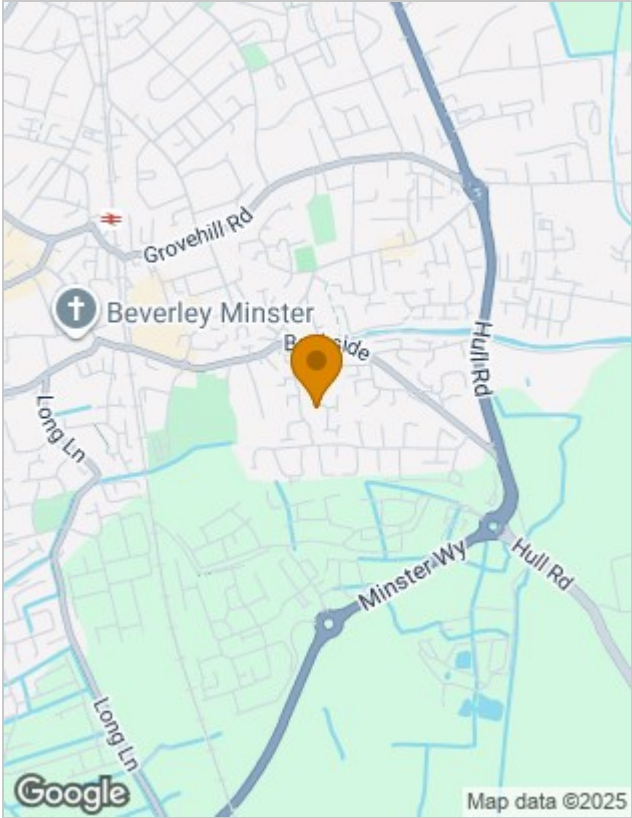 Grovehill Rd
Beverley Minster
Hull Rd
Long Ln
Minster Wy
Hull Rd
Long Ln
Google
Map data ©2025